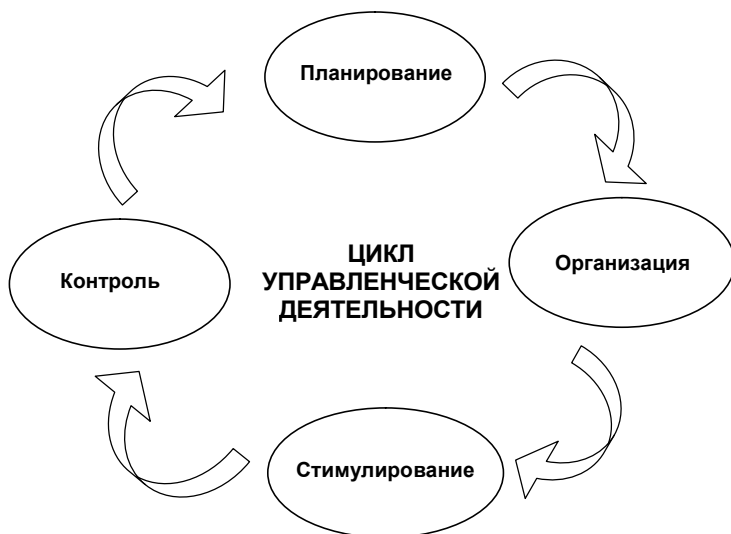 Планирование
Контроль
ЦИКЛ
УПРАВЛЕНЧЕСКОЙ
ДЕЯТЕЛЬНОСТИ
Организация
Стимулирование